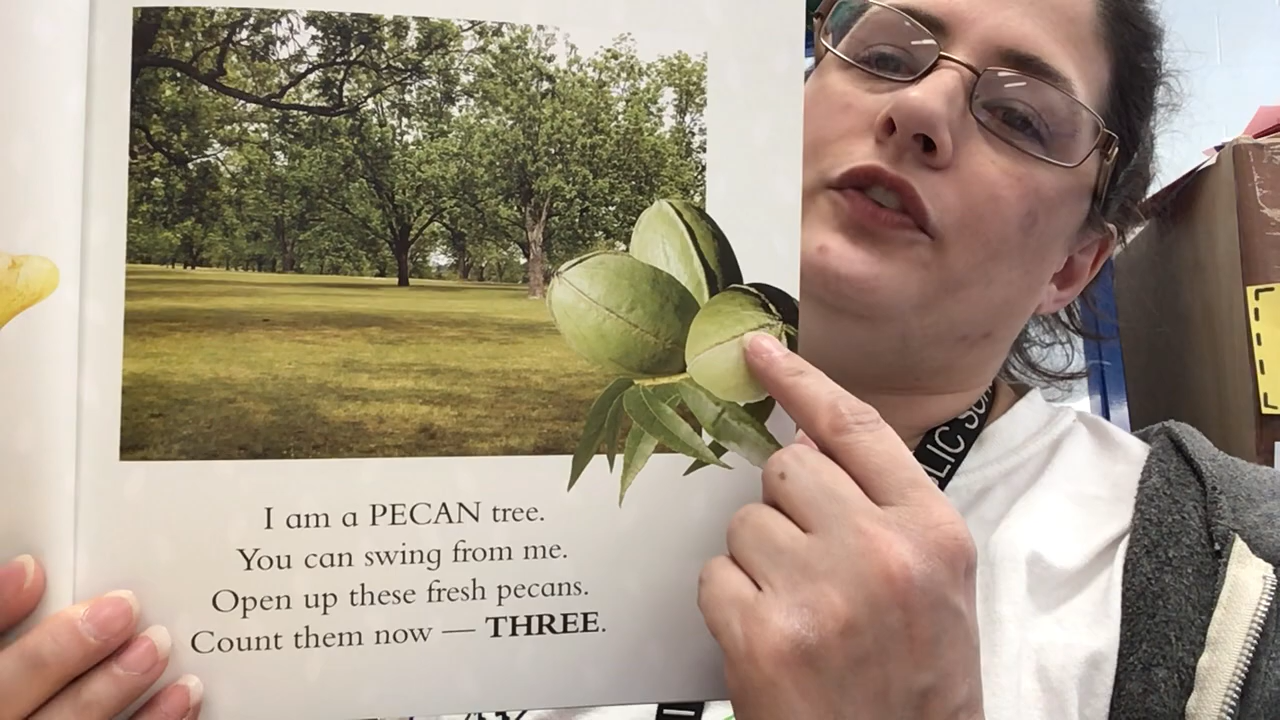 I am a PECAN tree.
You can swing from me.
Open up these fresh pecans.
Count them now — THREE.